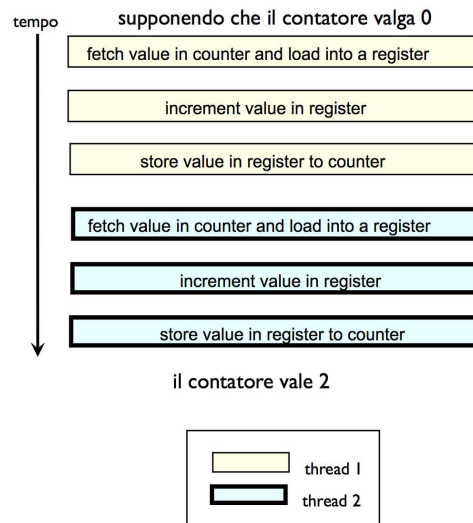 supponendo che il contatore valga 0
tempo
fetch value in counter and load into a register
increment value in register
store value in register to counter
fetch value in counter and load into a register
increment value in register
store value in register to counter
il contatore vale 2
thread 1
thread 2